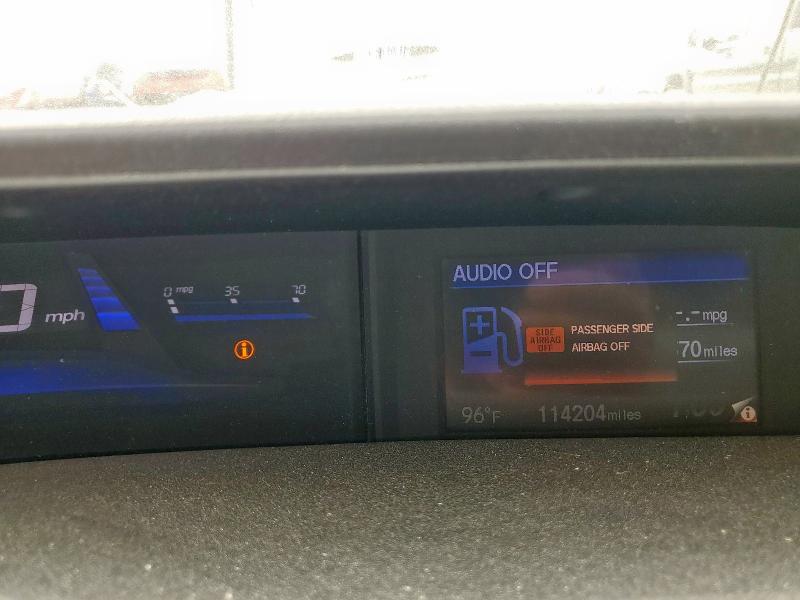 mph
0 mpg 35 70
AUDIO OFF
SIDE
AIRBAG
OFF
PASSENGER SIDE
AIRBAG OFF
-.- mpg
70 miles
96°F
114204 miles